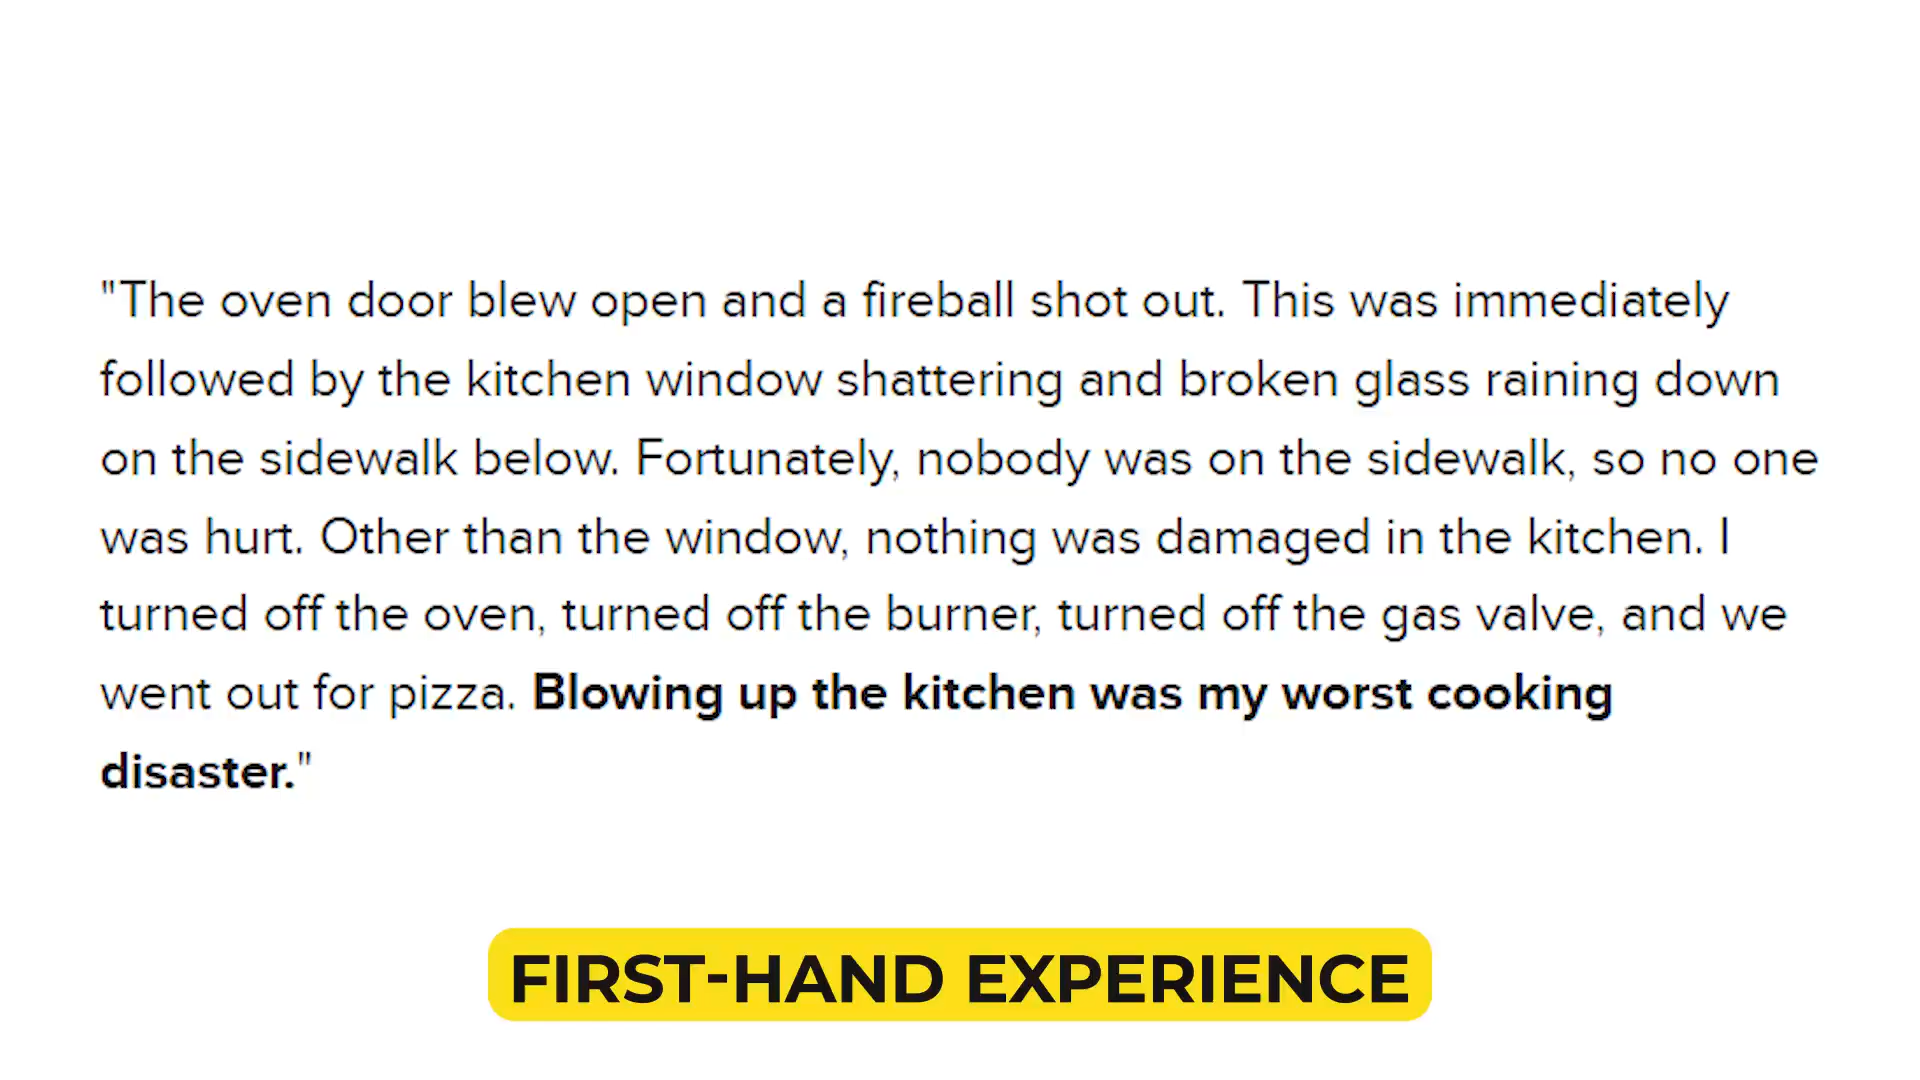 "The oven door blew open and a fireball shot out. This was immediately
followed by the kitchen window shattering and broken glass raining down
on the sidewalk below. Fortunately, nobody was on the sidewalk, so no one
was hurt. Other than the window, nothing was damaged in the kitchen. I
turned off the oven, turned off the burner, turned off the gas valve, and we
went out for pizza. Blowing up the kitchen was my worst cooking
disaster."
FIRST-HAND EXPERIENCE